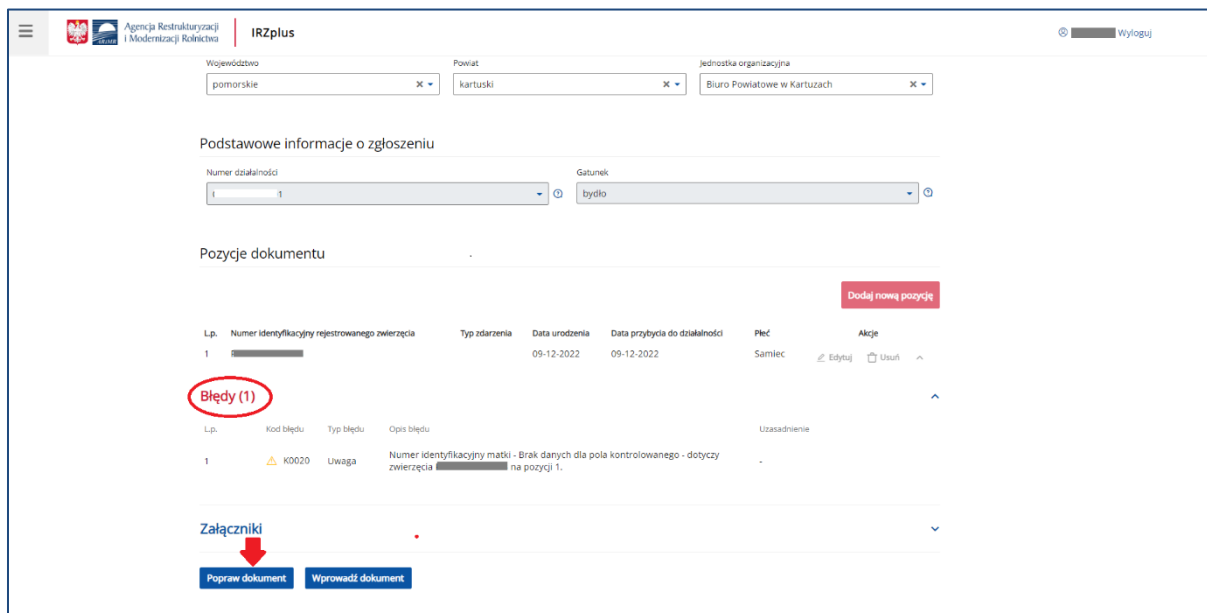 Agencja Restrukturyzacji
i Modernizacji Rolnictwa
IRZplus
Wyloguj
Województwo Powiat Jednostka organizacyjna
pomorskie kartuski Biuro Powiatowe w Kartuzach
Podstawowe informacje o zgłoszeniu
Numer działalności Gatunek
1 bydło
Pozycje dokumentu
Dodaj nową pozycję
L.p. Numer identyfikacyjny rejestrowanego zwierzęcia Typ zdarzenia Data urodzenia Data przybycia do działalności Płeć Akcje
1 09-12-2022 09-12-2022 Samiec Edytuj Usuń
Błędy (1)
L.p. Kod błędu Typ błędu Opis błędu Uzasadnienie
1 K0020 Uwaga Numer identyfikacyjny matki - Brak danych dla pola kontrolowanego - dotyczy
zwierzęcia na pozycji 1. -
Załączniki
Popraw dokument Wprowadź dokument